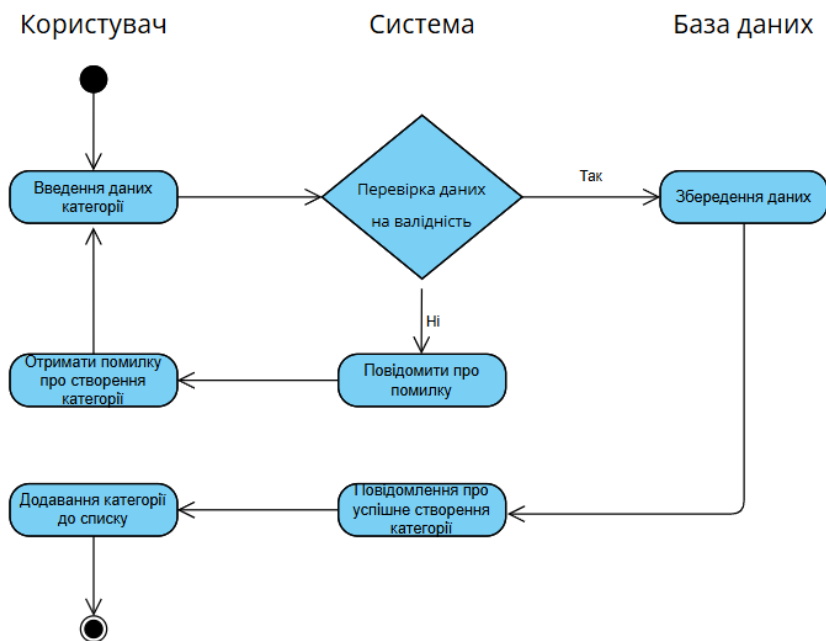 Користувач
Система
База даних
Введення даних
категорії
Перевірка даних
на валідність
Так
Збередення даних
Ні
Отримати помилку
про створення
категорії
Повідомити про
помилку
Додавання категорії
до списку
Повідомлення про
успішне створення
категорії